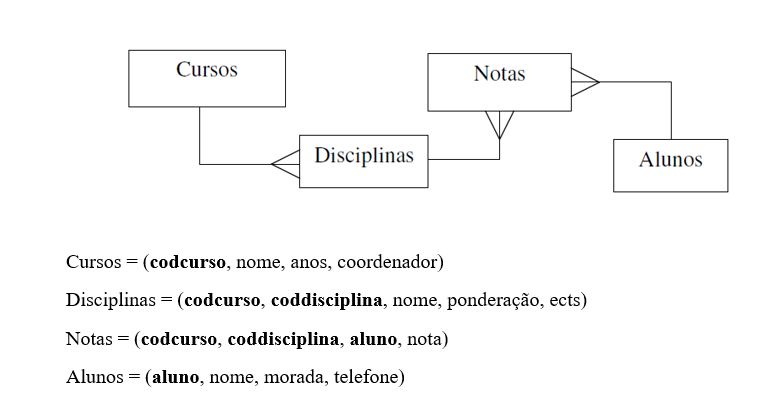 Cursos
Notas
Disciplinas
Alunos
Cursos = (codcurso, nome, anos, coordenador)
Disciplinas = (codcurso, coddisciplina, nome, ponderação, ects)
Notas = (codcurso, coddisciplina, aluno, nota)
Alunos = (aluno, nome, morada, telefone)